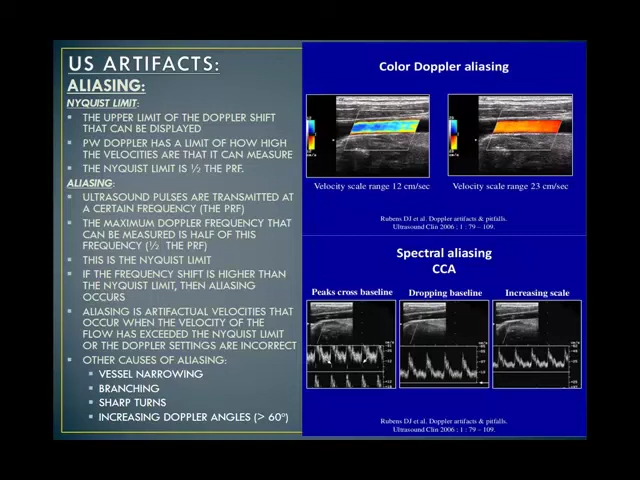 US ARTIFACTS:
ALIASING:
NYQUIST LIMIT:
THE UPPER LIMIT OF THE DOPPLER SHIFT
THAT CAN BE DISPLAYED
PW DOPPLER HAS A LIMIT OF HOW HIGH
THE VELOCITIES ARE THAT IT CAN MEASURE
THE NYQUIST LIMIT IS ½ THE PRF.
ALIASING:
ULTRASOUND PULSES ARE TRANSMITTED AT
A CERTAIN FREQUENCY (THE PRF)
THE MAXIMUM DOPPLER FREQUENCY THAT
CAN BE MEASURED IS HALF OF THIS
FREQUENCY (½ THE PRF)
THIS IS THE NYQUIST LIMIT
IF THE FREQUENCY SHIFT IS HIGHER THAN
THE NYQUIST LIMIT, THEN ALIASING
OCCURS
ALIASING IS ARTIFACTUAL VELOCITIES THAT
OCCUR WHEN THE VELOCITY OF THE
FLOW HAS EXCEEDED THE NYQUIST LIMIT
OR THE DOPPLER SETTINGS ARE INCORRECT
OTHER CAUSES OF ALIASING:
VESSEL NARROWING
BRANCHING
SHARP TURNS
INCREASING DOPPLER ANGLES (> 60°)
Color Doppler aliasing
Velocity scale range 12 cm/sec
Velocity scale range 23 cm/sec
Rubens DJ et al. Doppler artifacts & pitfalls.
Ultrasound Clin 2006 ; 1 : 79 – 109.
Spectral aliasing
CCA
Peaks cross baseline
Dropping baseline
Increasing scale
Rubens DJ et al. Doppler artifacts & pitfalls.
Ultrasound Clin 2006 ; 1 : 79 – 109.